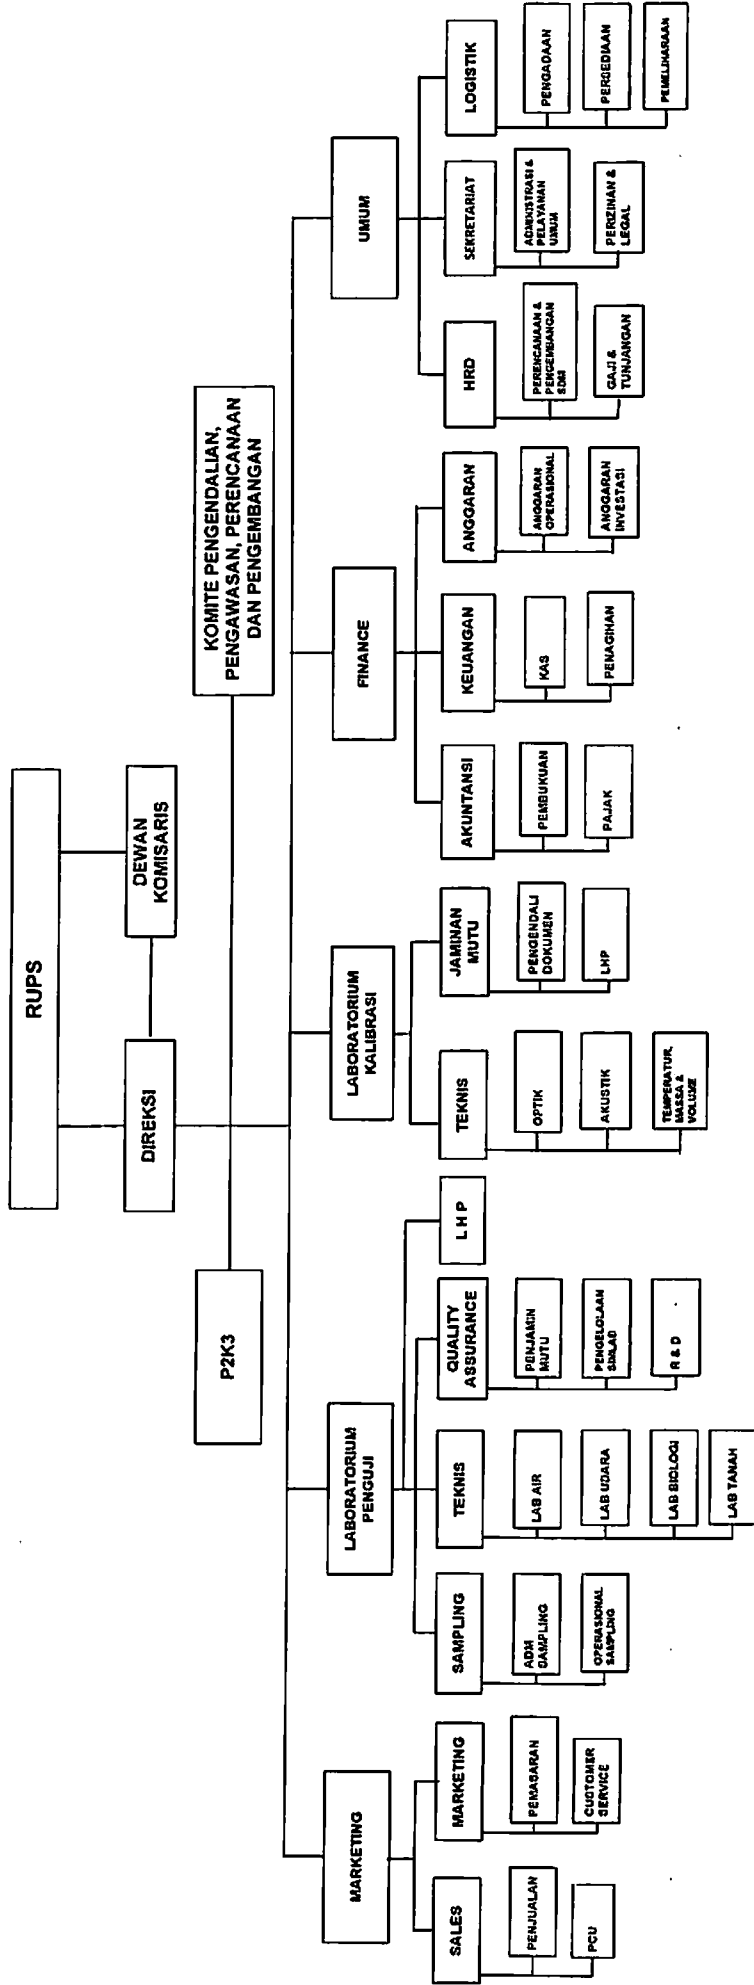 RUPS
DIREKSI
DEWAN
KOMISARIS
P2K3
KOMITE PENGENDALIAN,
PENGAWASAN, PERENCANAAN
DAN PENGEMBANGAN
MARKETING
LABORATORIUM
PENGUJI
LABORATORIUM
KALIBRASI
FINANCE
UMUM
SALES
MARKETING
SAMPLING
TEKNIS
QUALITY
ASSURANCE
L H P
TEKNIS
JAMINAN
MUTU
AKUNTANSI
KEUANGAN
ANGGARAN
HRD
SEKRETARIAT
LOGISTIK
PENJUALAN
PCU
PEMASARAN
CUSTOMER
SERVICE
ADM
SAMPLING
OPERASIONAL
SAMPLING
LAB AIR
LAB UDARA
LAB BIOLOGI
LAB TANAH
PENJAMIN
MUTU
PENGELOLAAN
R & D
OPTIK
AKUSTIK
TEMPERATUR,
MASSA &
VOLUME
PENGENDALI
DOKUMEN
LHP
PEMBUKUAN
PAJAK
KAS
PENAGIHAN
ANGGARAN
OPERASIONAL
ANGGARAN
INVESTASI
PERENCANAAN &
PENGEMBANGAN
SDM
GAJI &
TUNJANGAN
ADMINISTRASI &
PELAYANAN
UMUM
PERIZINAN &
LEGAL
PENGADAAN
PERSEDIAAN
PEMELIHARAAN